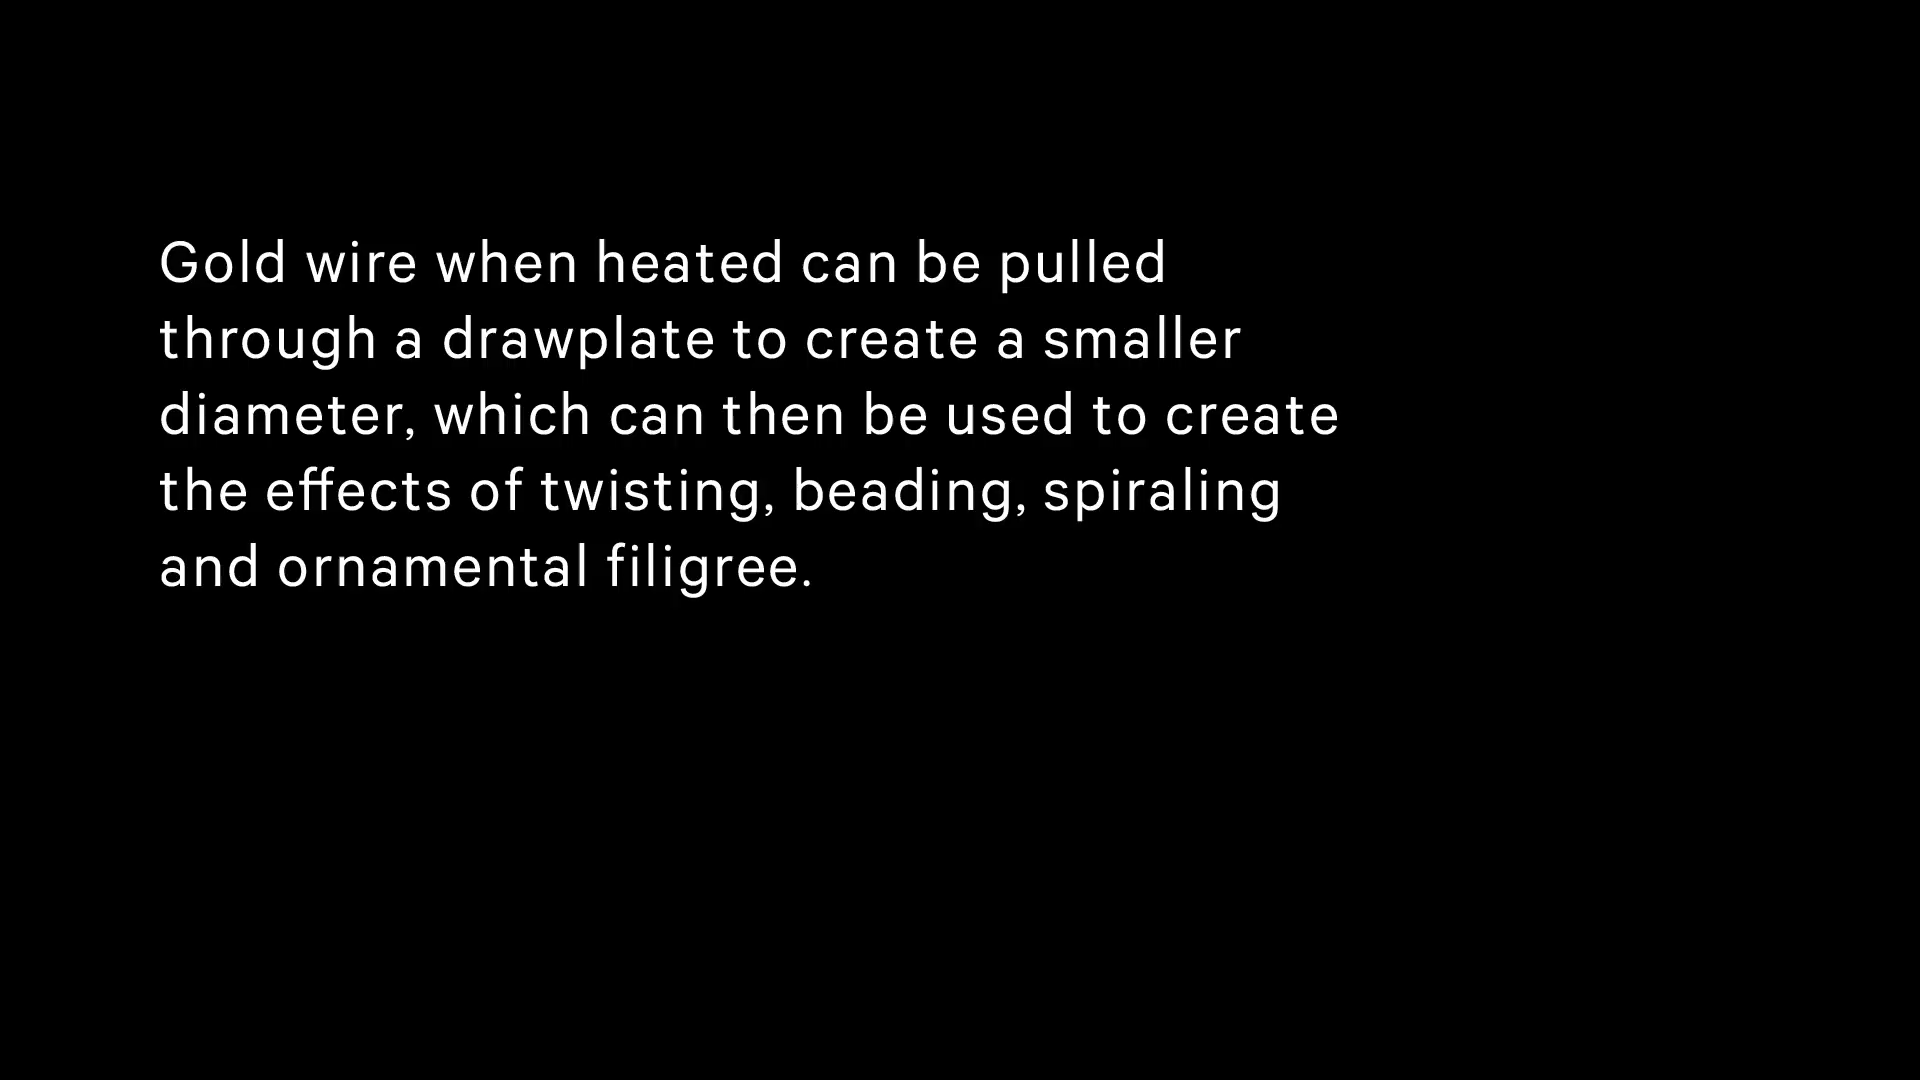 Gold wire when heated can be pulled
through a drawplate to create a smaller
diameter, which can then be used to create
the effects of twisting, beading, spiraling
and ornamental filigree.